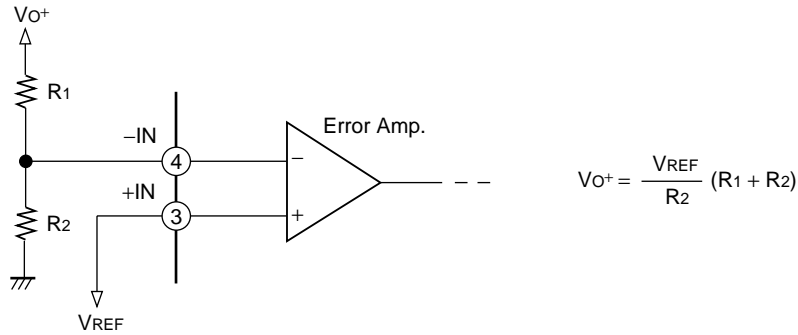 VO+
R1
Error Amp.
−IN
4
−
VO+ = VREF / R2 (R1 + R2)
+IN
R2
3
+
VREF